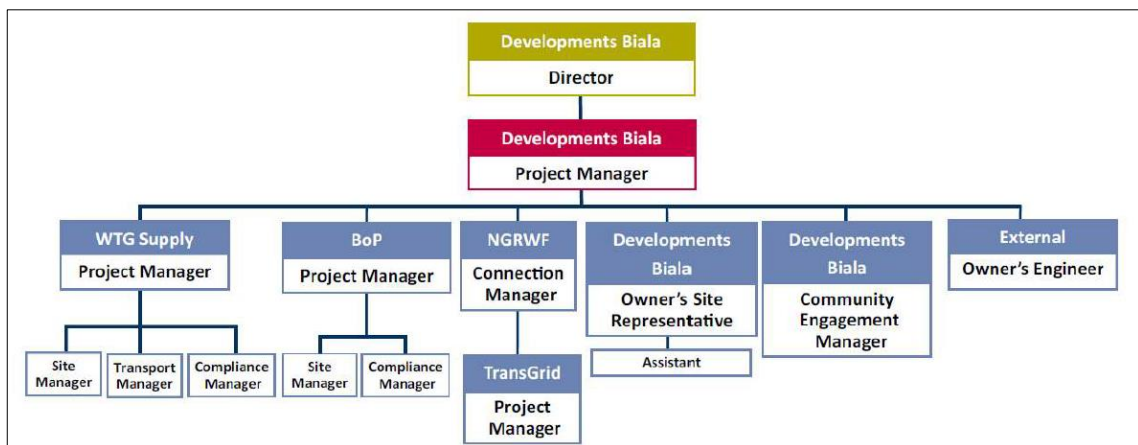 Developments Biala
Director
Developments Biala
Project Manager
WTG Supply
Project Manager
Site
Manager
Transport
Manager
Compliance
Manager
BoP
Project Manager
Site
Manager
Compliance
Manager
NGRWF
Connection
Manager
TransGrid
Project
Manager
Developments
Biala
Owner's Site
Representative
Assistant
Developments
Biala
Community
Engagement
Manager
External
Owner's Engineer